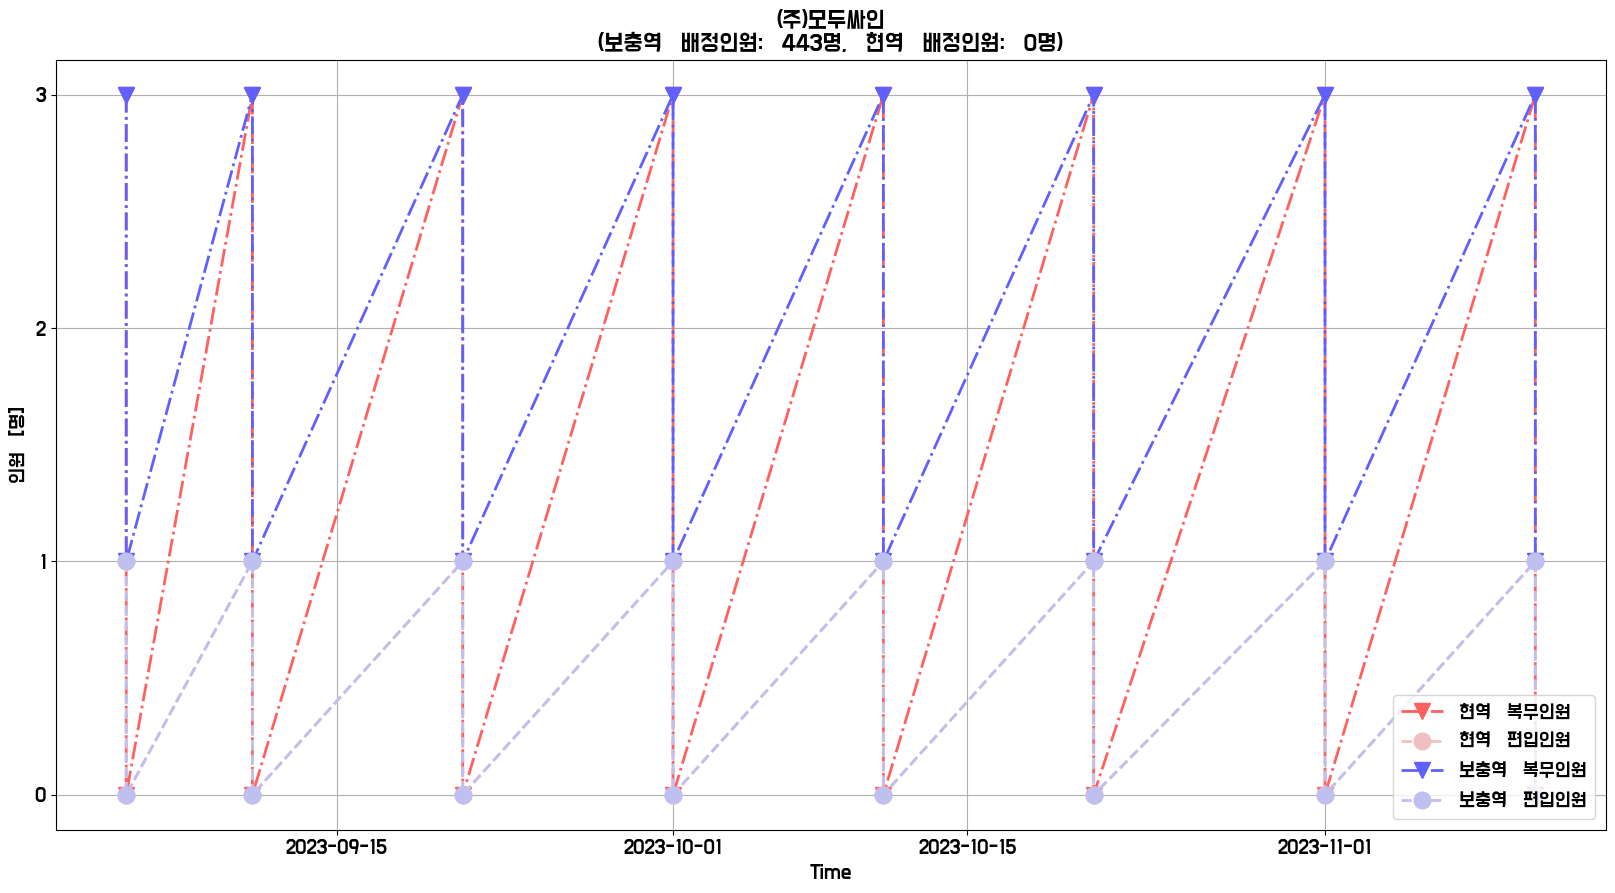 (주)모두싸인
(보충역 배정인원: 443명, 현역 배정인원: 0명)
3
2
1
0
인원 [명]
2023-09-15
2023-10-01
2023-10-15
2023-11-01
Time
현역 복무인원
현역 편입인원
보충역 복무인원
보충역 편입인원